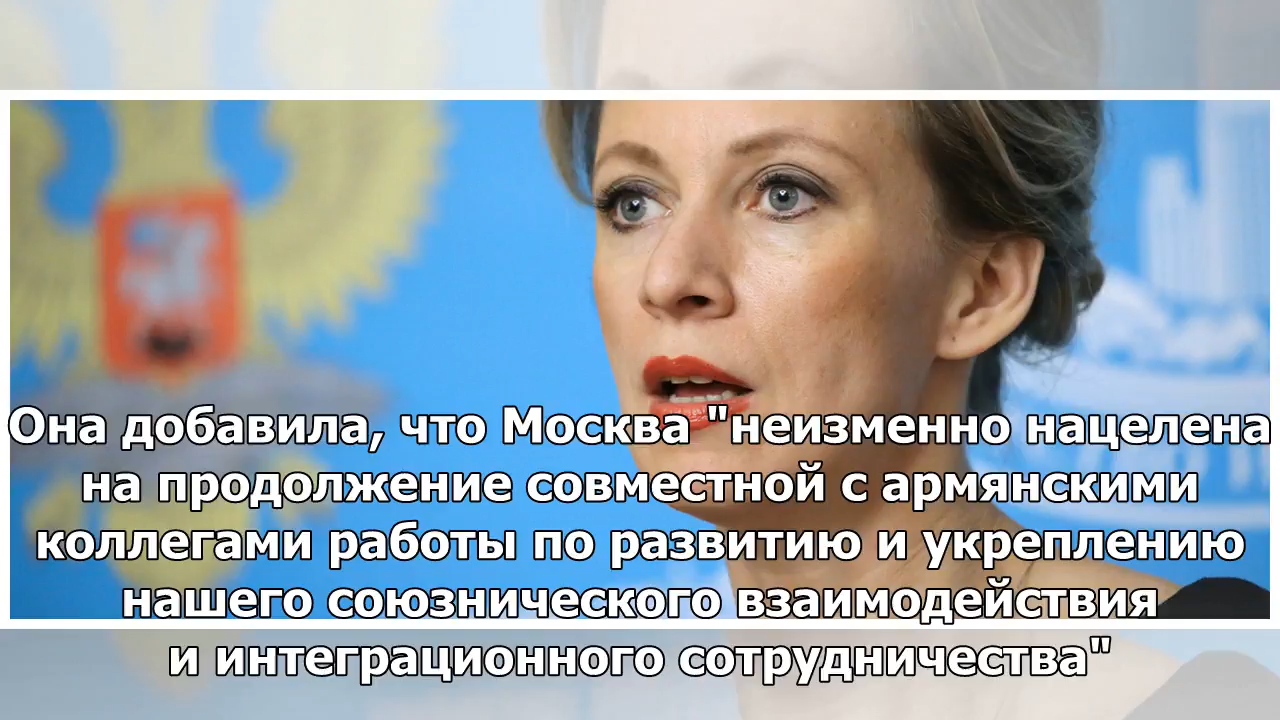 Она добавила, что Москва "неизменно нацелена
на продолжение совместной с армянскими
коллегами работы по развитию и укреплению
нашего союзнического взаимодействия
и интеграционного сотрудничества"